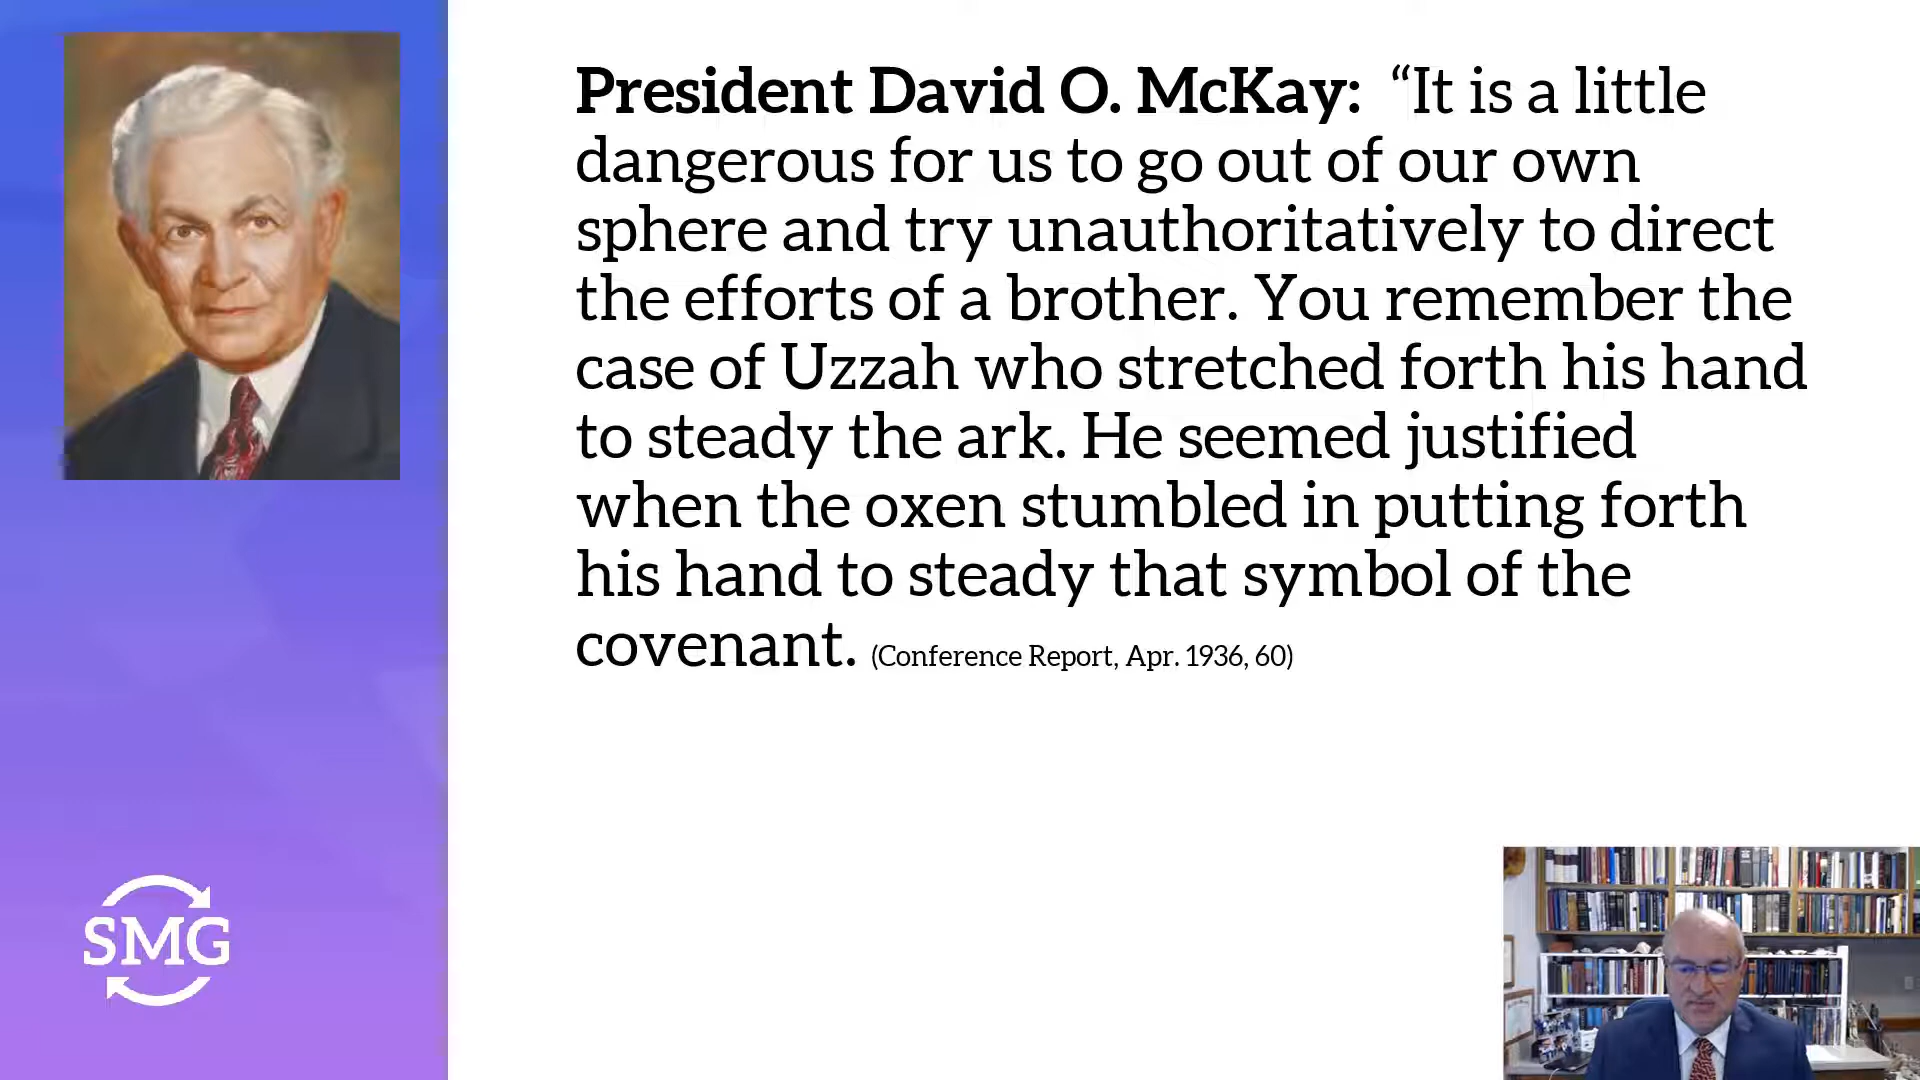 President David O. McKay: “It is a little
dangerous for us to go out of our own
sphere and try unauthoritatively to direct
the efforts of a brother. You remember the
case of Uzzah who stretched forth his hand
to steady the ark. He seemed justified
when the oxen stumbled in putting forth
his hand to steady that symbol of the
covenant. (Conference Report, Apr. 1936, 60)
SMG